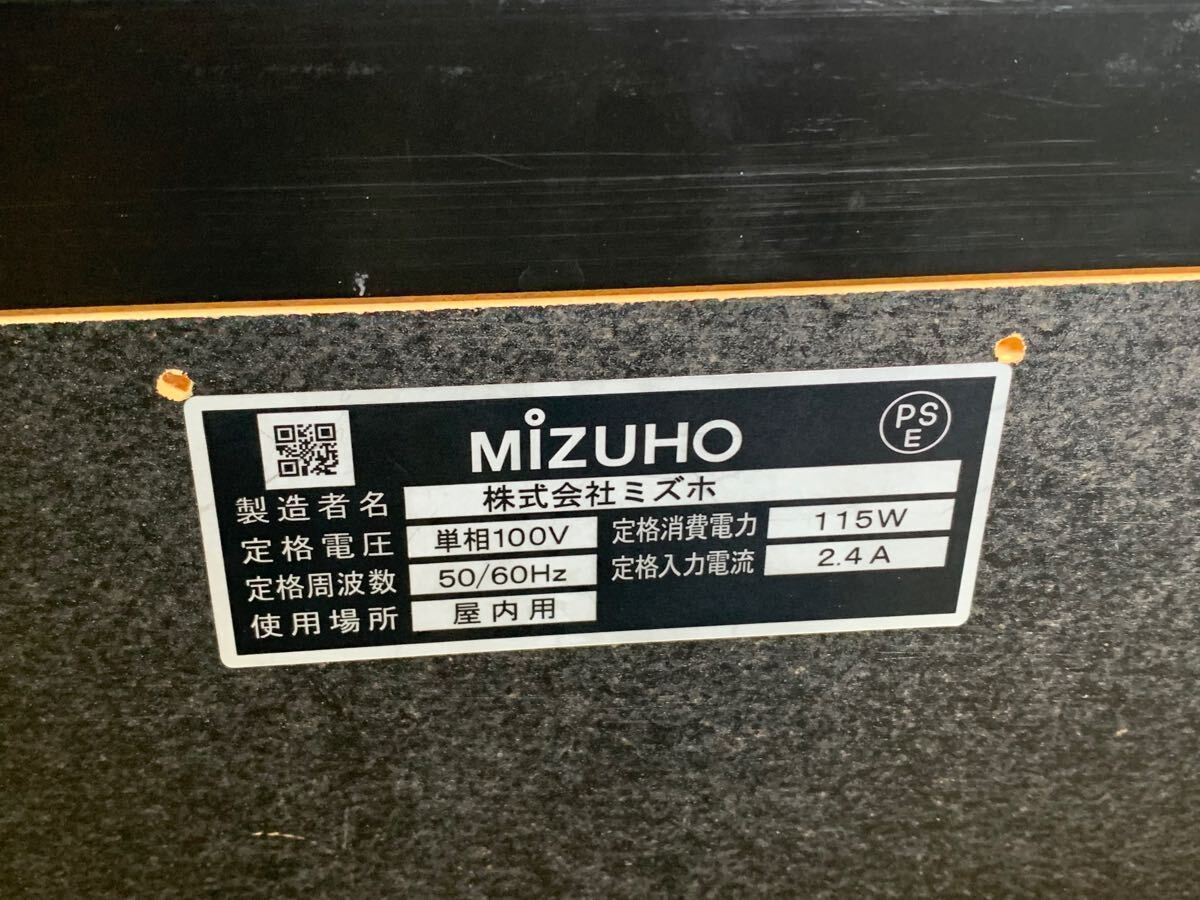 MIZUHO
PS
E
製造者名 株式会社ミズホ
定格電圧 単相100V 定格消費電力 115W
定格周波数 50/60Hz 定格入力電流 2.4A
使用場所 屋内用